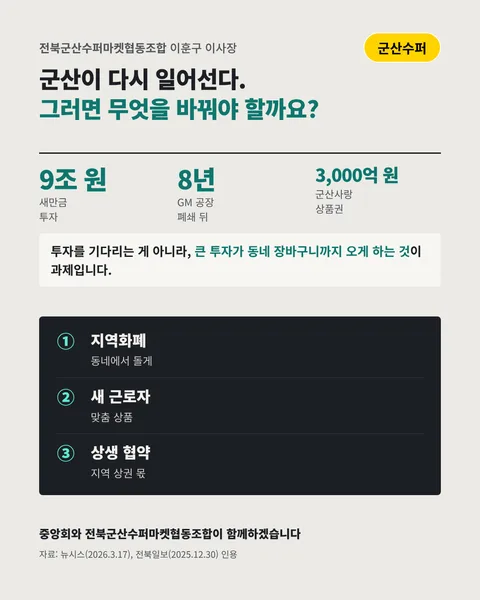 전북군산수퍼마켓협동조합 이훈구 이사장
군산수퍼
군산이 다시 일어선다.
그러면 무엇을 바꿔야 할까요?
9조 원
새만금
투자
8년
GM 공장
폐쇄 뒤
3,000억 원
군산사랑
상품권
투자를 기다리는 게 아니라, 큰 투자가 동네 장바구니까지 오게 하는 것이
과제입니다.
1 지역화폐
동네에서 돌게
2 새 근로자
맞춤 상품
3 상생 협약
지역 상권 몫
중앙회와 전북군산수퍼마켓협동조합이 함께하겠습니다
자료: 뉴시스(2026.3.17), 전북일보(2025.12.30) 인용